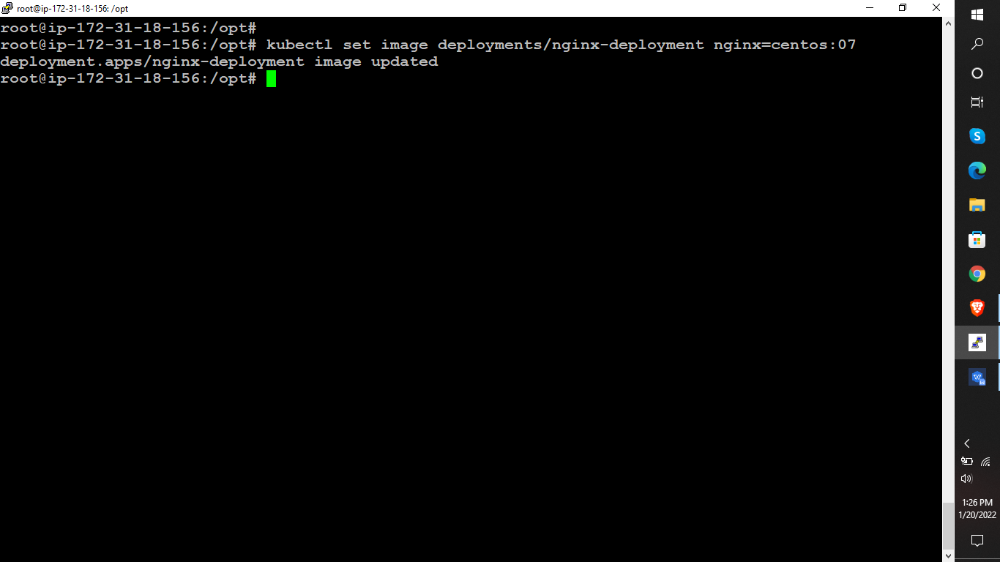 root@ip-172-31-18-156: /opt
root@ip-172-31-18-156:/opt#
root@ip-172-31-18-156:/opt# kubectl set image deployments/nginx-deployment nginx=centos:07
deployment.apps/nginx-deployment image updated
root@ip-172-31-18-156:/opt#
S
W
1:26 PM
1/20/2022